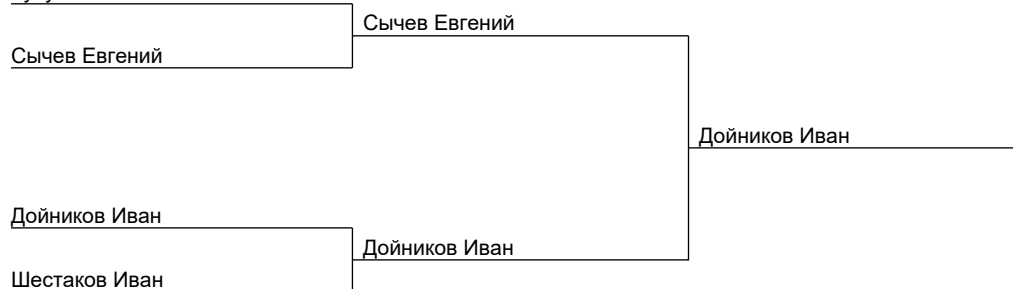 Сычев Евгений
Сычев Евгений
Дойников Иван
Дойников Иван
Дойников Иван
Шестаков Иван